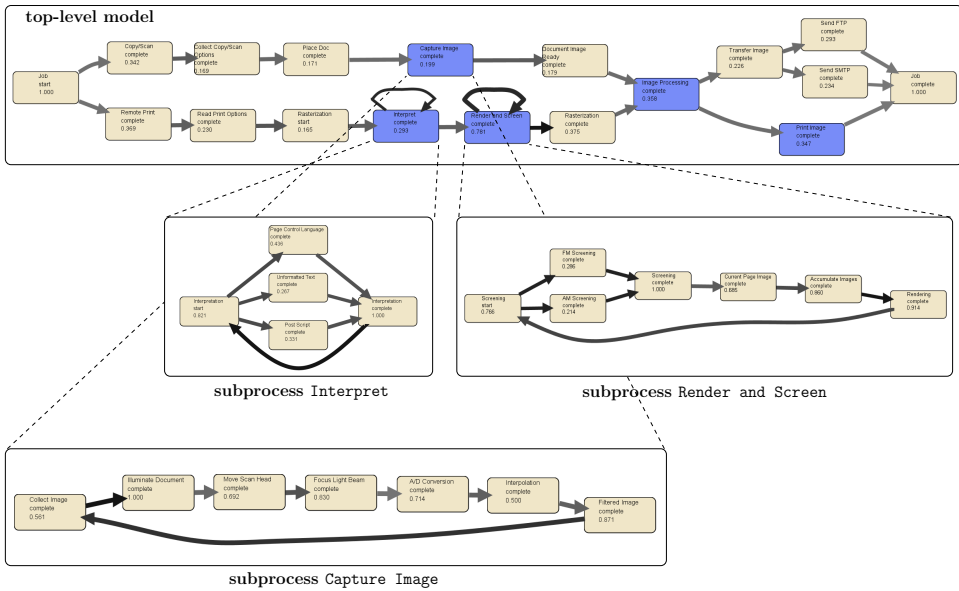 top-level model
Job
start
1.000
Copy/Scan
complete
0.342
Collect Copy/Scan
Options
complete
0.169
Place Doc
complete
0.171
Capture Image
complete
0.199
Document Image
Ready
complete
0.179
Remote Print
complete
0.369
Read Print Options
complete
0.230
Rasterization
start
0.165
Interpret
complete
0.293
Render and Screen
complete
0.781
Rasterization
complete
0.375
Image Processing
complete
0.358
Transfer Image
complete
0.226
Send FTP
complete
0.293
Send SMTP
complete
0.234
Print Image
complete
0.347
Job
complete
1.000
Page Control Language
complete
0.438
Interpretation
start
0.921
Unformatted Text
complete
0.267
Post Script
complete
0.331
Interpretation
complete
1.000
subprocess Interpret
Screening
start
0.766
FM Screening
complete
0.286
AM Screening
complete
0.214
Screening
complete
1.000
Current Page Image
complete
0.685
Accumulate Images
complete
0.960
Rendering
complete
0.914
subprocess Render and Screen
Collect Image
complete
0.561
Illuminate Document
complete
1.000
Move Scan Head
complete
0.692
Focus Light Beam
complete
0.830
A/D Conversion
complete
0.714
Interpolation
complete
0.500
Filtered Image
complete
0.871
subprocess Capture Image